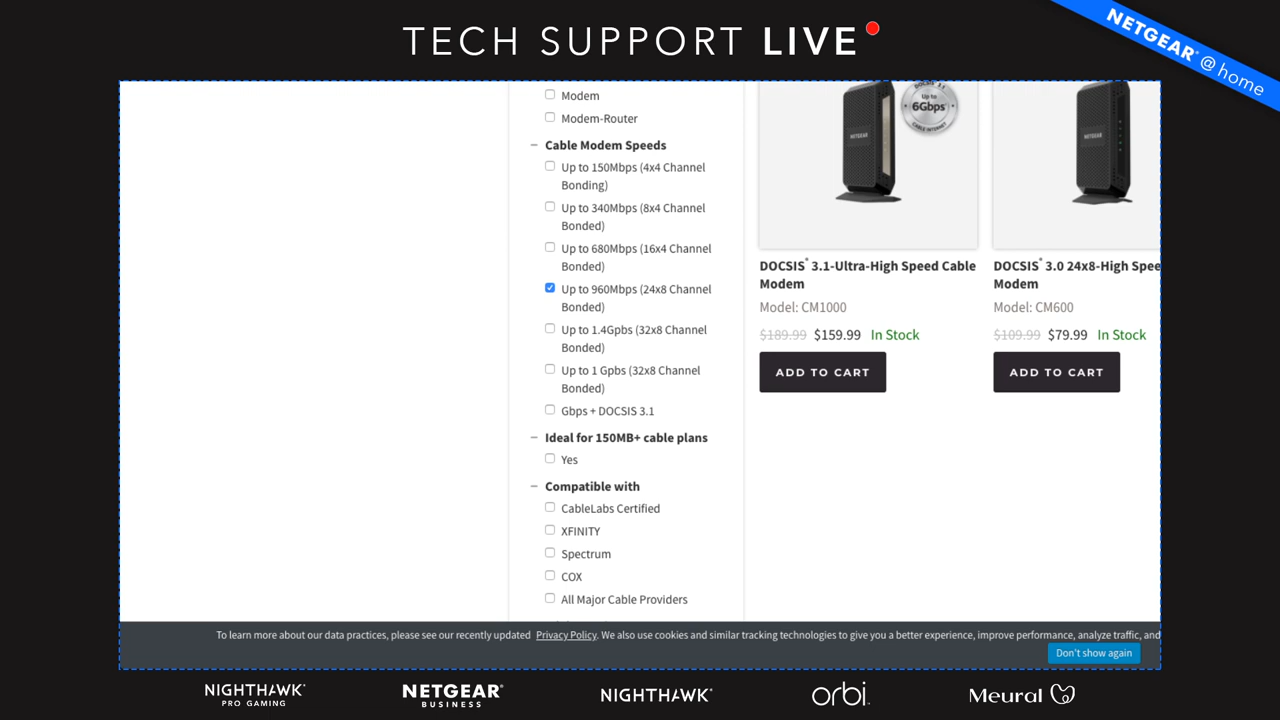 TECH SUPPORT LIVE
NETGEAR® @ home
Modem
Modem-Router
Cable Modem Speeds
Up to 150Mbps (4x4 Channel
Bonding)
Up to 340Mbps (8x4 Channel
Bonded)
Up to 680Mbps (16x4 Channel
Bonded)
Up to 960Mbps (24x8 Channel
Bonded)
Up to 1.4Gpbs (32x8 Channel
Bonded)
Up to 1 Gpbs (32x8 Channel
Bonded)
Gbps + DOCSIS 3.1
Ideal for 150MB+ cable plans
Yes
Compatible with
CableLabs Certified
XFINITY
Spectrum
COX
All Major Cable Providers
DOCSIS 3.1
Up to
6Gbps
CABLE INTERNET
NETGEAR
DOCSIS® 3.1-Ultra-High Speed Cable
Modem
Model: CM1000
$189.99 $159.99 In Stock
ADD TO CART
NETGEAR
DOCSIS® 3.0 24x8-High Spee
Modem
Model: CM600
$109.99 $79.99 In Stock
ADD TO CART
To learn more about our data practices, please see our recently updated Privacy Policy. We also use cookies and similar tracking technologies to give you a better experience, improve performance, analyze traffic, and
Don't show again
NIGHTHAWK®
PRO GAMING
NETGEAR®
BUSINESS
NIGHTHAWK®
orbi
Meural